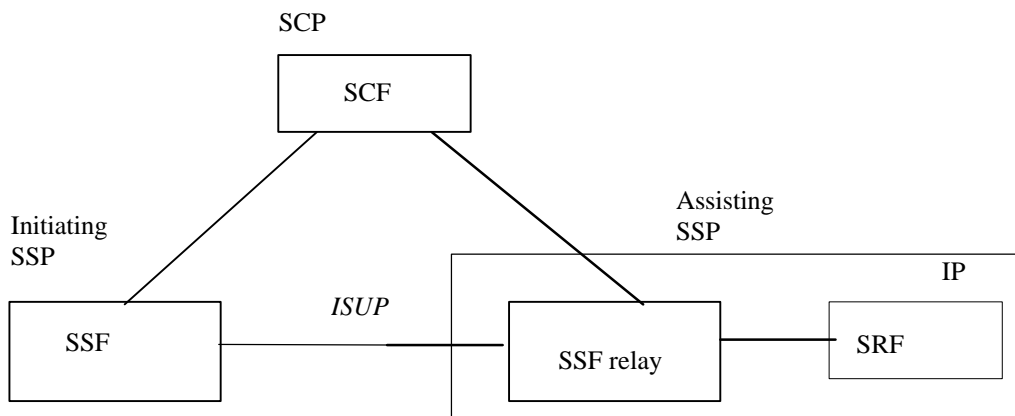 SCP
SCF
Initiating
SSP
Assisting
SSP
IP
ISUP
SSF
SSF relay
SRF